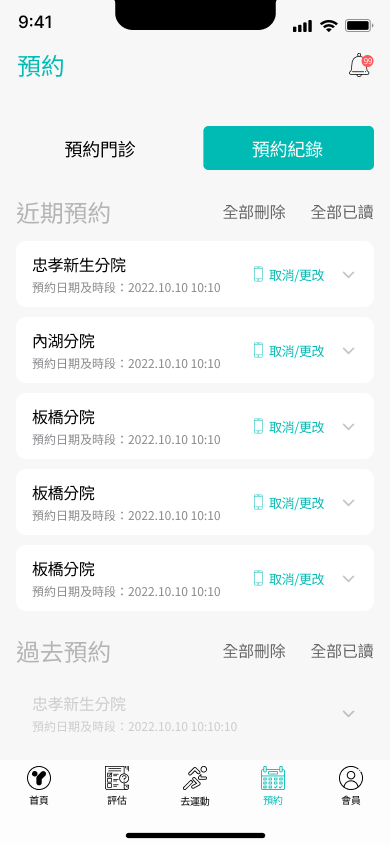 9:41
預約
99
預約門診
預約紀錄
近期預約 全部刪除 全部已讀
忠孝新生分院
取消/更改
預約日期及時段：2022.10.10 10:10
內湖分院
取消/更改
預約日期及時段：2022.10.10 10:10
板橋分院
取消/更改
預約日期及時段：2022.10.10 10:10
板橋分院
取消/更改
預約日期及時段：2022.10.10 10:10
板橋分院
取消/更改
預約日期及時段：2022.10.10 10:10
過去預約 全部刪除 全部已讀
忠孝新生分院
預約日期及時段：2022.10.10 10:10:10
首頁 評估 去運動 預約 會員